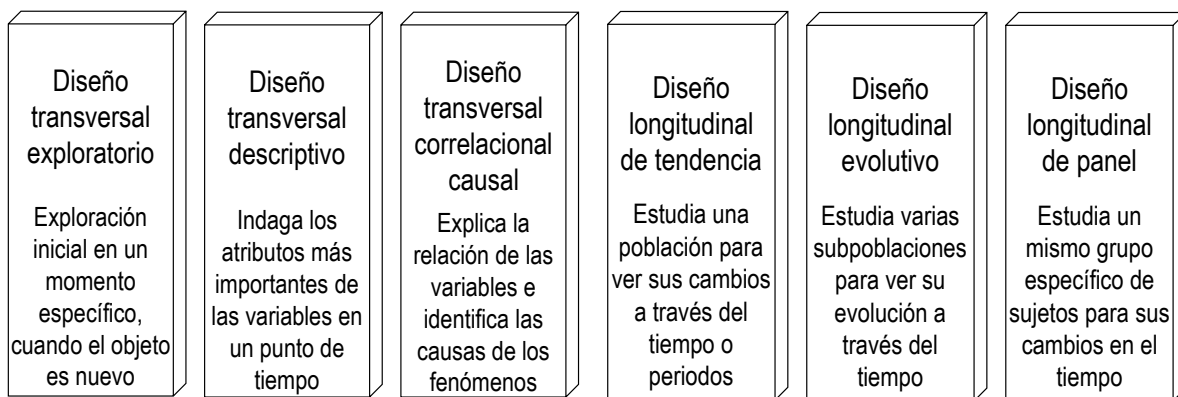 Diseño
transversal
exploratorio
Exploración
inicial en un
momento
específico,
cuando el objeto
es nuevo
Diseño
transversal
descriptivo
Indaga los
atributos más
importantes de
las variables en
un punto de
tiempo
Diseño
transversal
correlacional
causal
Explica la
relación de las
variables e
identifica las
causas de los
fenómenos
Diseño
longitudinal
de tendencia
Estudia una
población para
ver sus cambios
a través del
tiempo o
periodos
Diseño
longitudinal
evolutivo
Estudia varias
subpoblaciones
para ver su
evolución a
través del
tiempo
Diseño
longitudinal
de panel
Estudia un
mismo grupo
específico de
sujetos para sus
cambios en el
tiempo